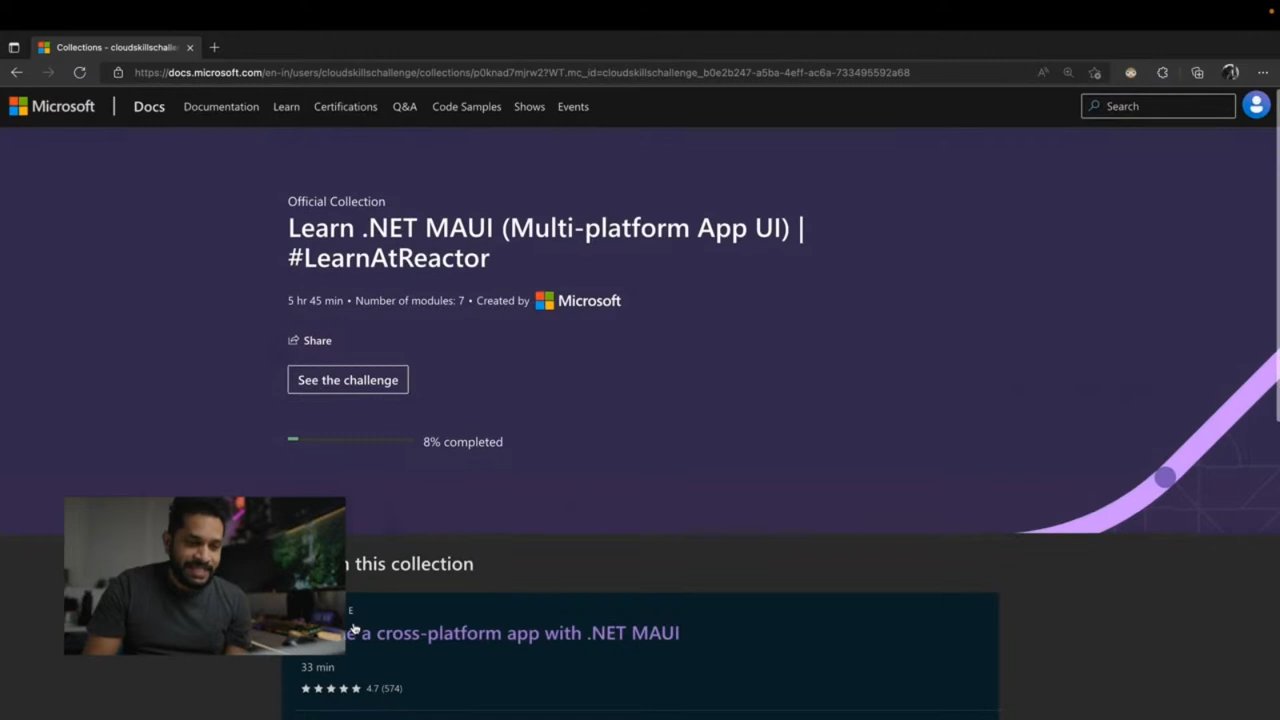 Collections - cloudskillschalle
https://docs.microsoft.com/en-in/users/cloudskillschallenge/collections/p0knad7mjrw2?WT.mc_id=cloudskillschallenge_b0e2b247-a5ba-4eff-ac6a-733495592a68
Microsoft | Docs Documentation Learn Certifications Q&A Code Samples Shows Events Search
Official Collection
Learn .NET MAUI (Multi-platform App UI) |
#LearnAtReactor
5 hr 45 min • Number of modules: 7 • Created by Microsoft
Share
See the challenge
8% completed
this collection
E
a cross-platform app with .NET MAUI
33 min
4.7 (574)